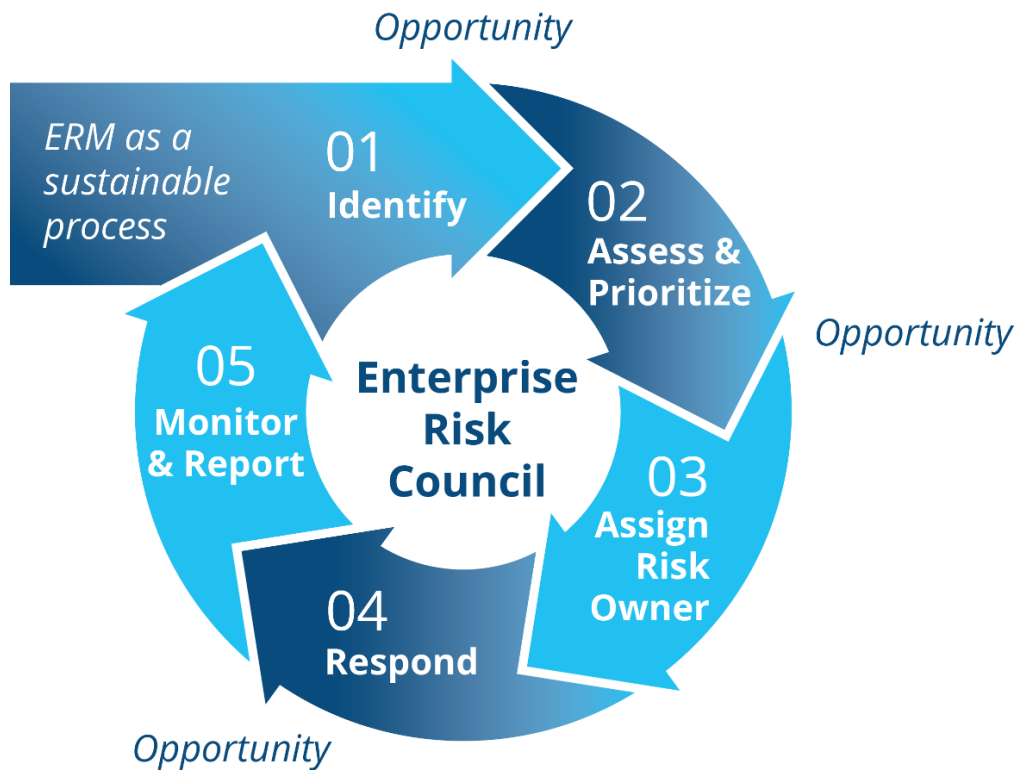 Opportunity
ERM as a
sustainable
process
01
Identify
02
Assess &
Prioritize
Opportunity
03
Assign
Risk
Owner
04
Respond
Opportunity
05
Monitor
& Report
Enterprise
Risk
Council